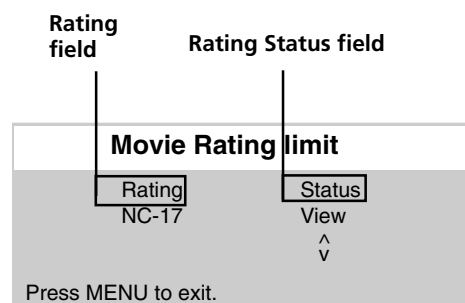 Rating
field
Rating Status field
Movie Rating limit
Rating Status
NC-17 View
^
v
Press MENU to exit.